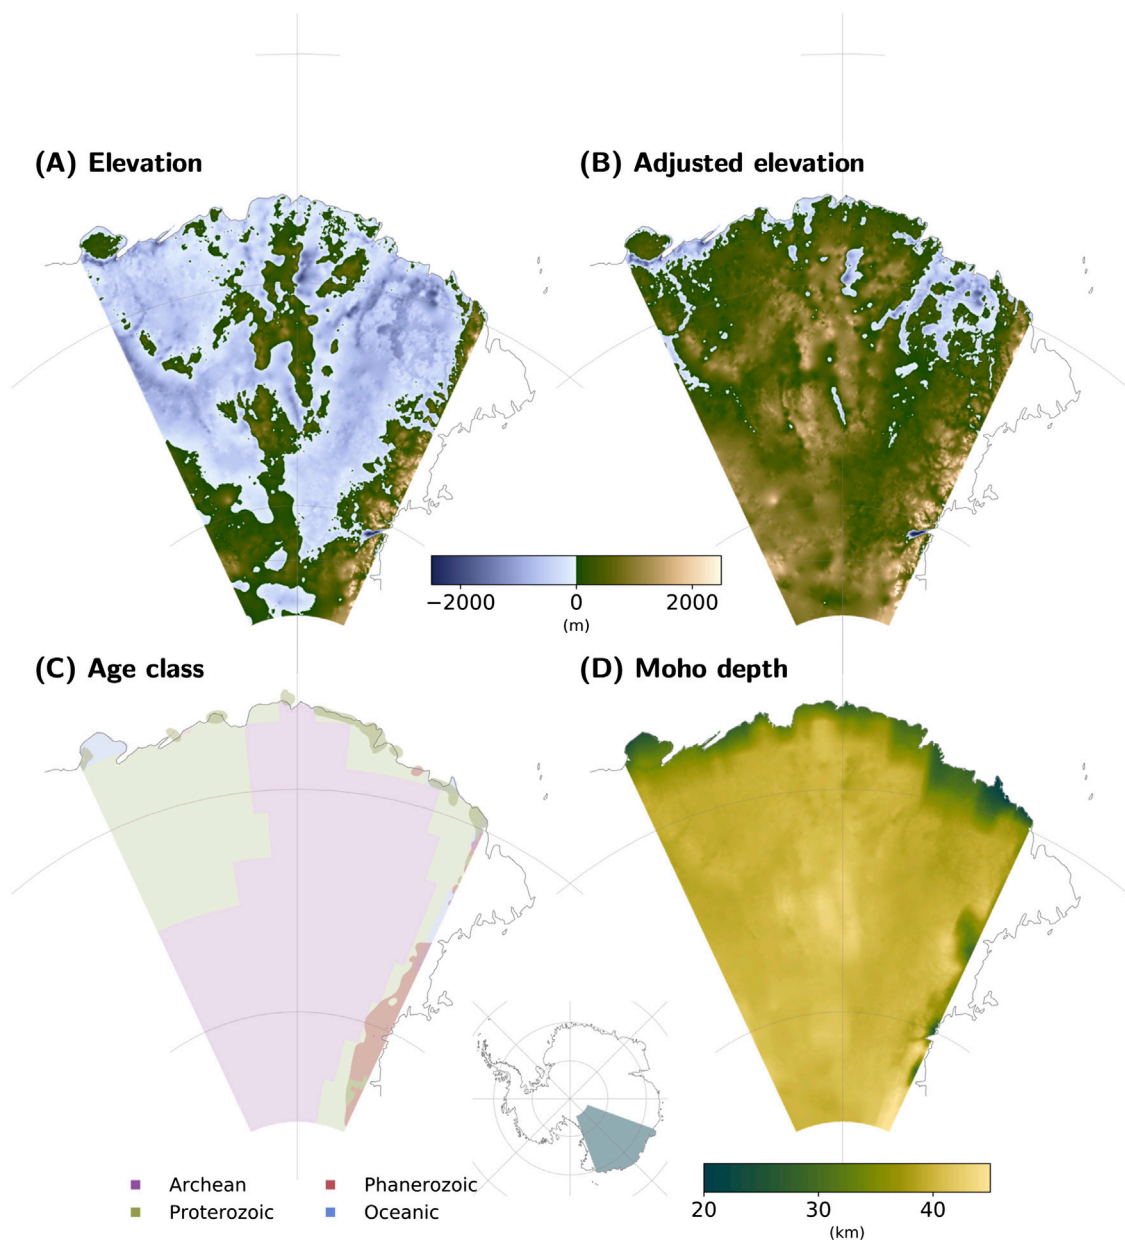 (A) Elevation
(B) Adjusted elevation
−2000 0 2000
(m)
(C) Age class
(D) Moho depth
Archean
Phanerozoic
Proterozoic
Oceanic
20 30 40
(km)